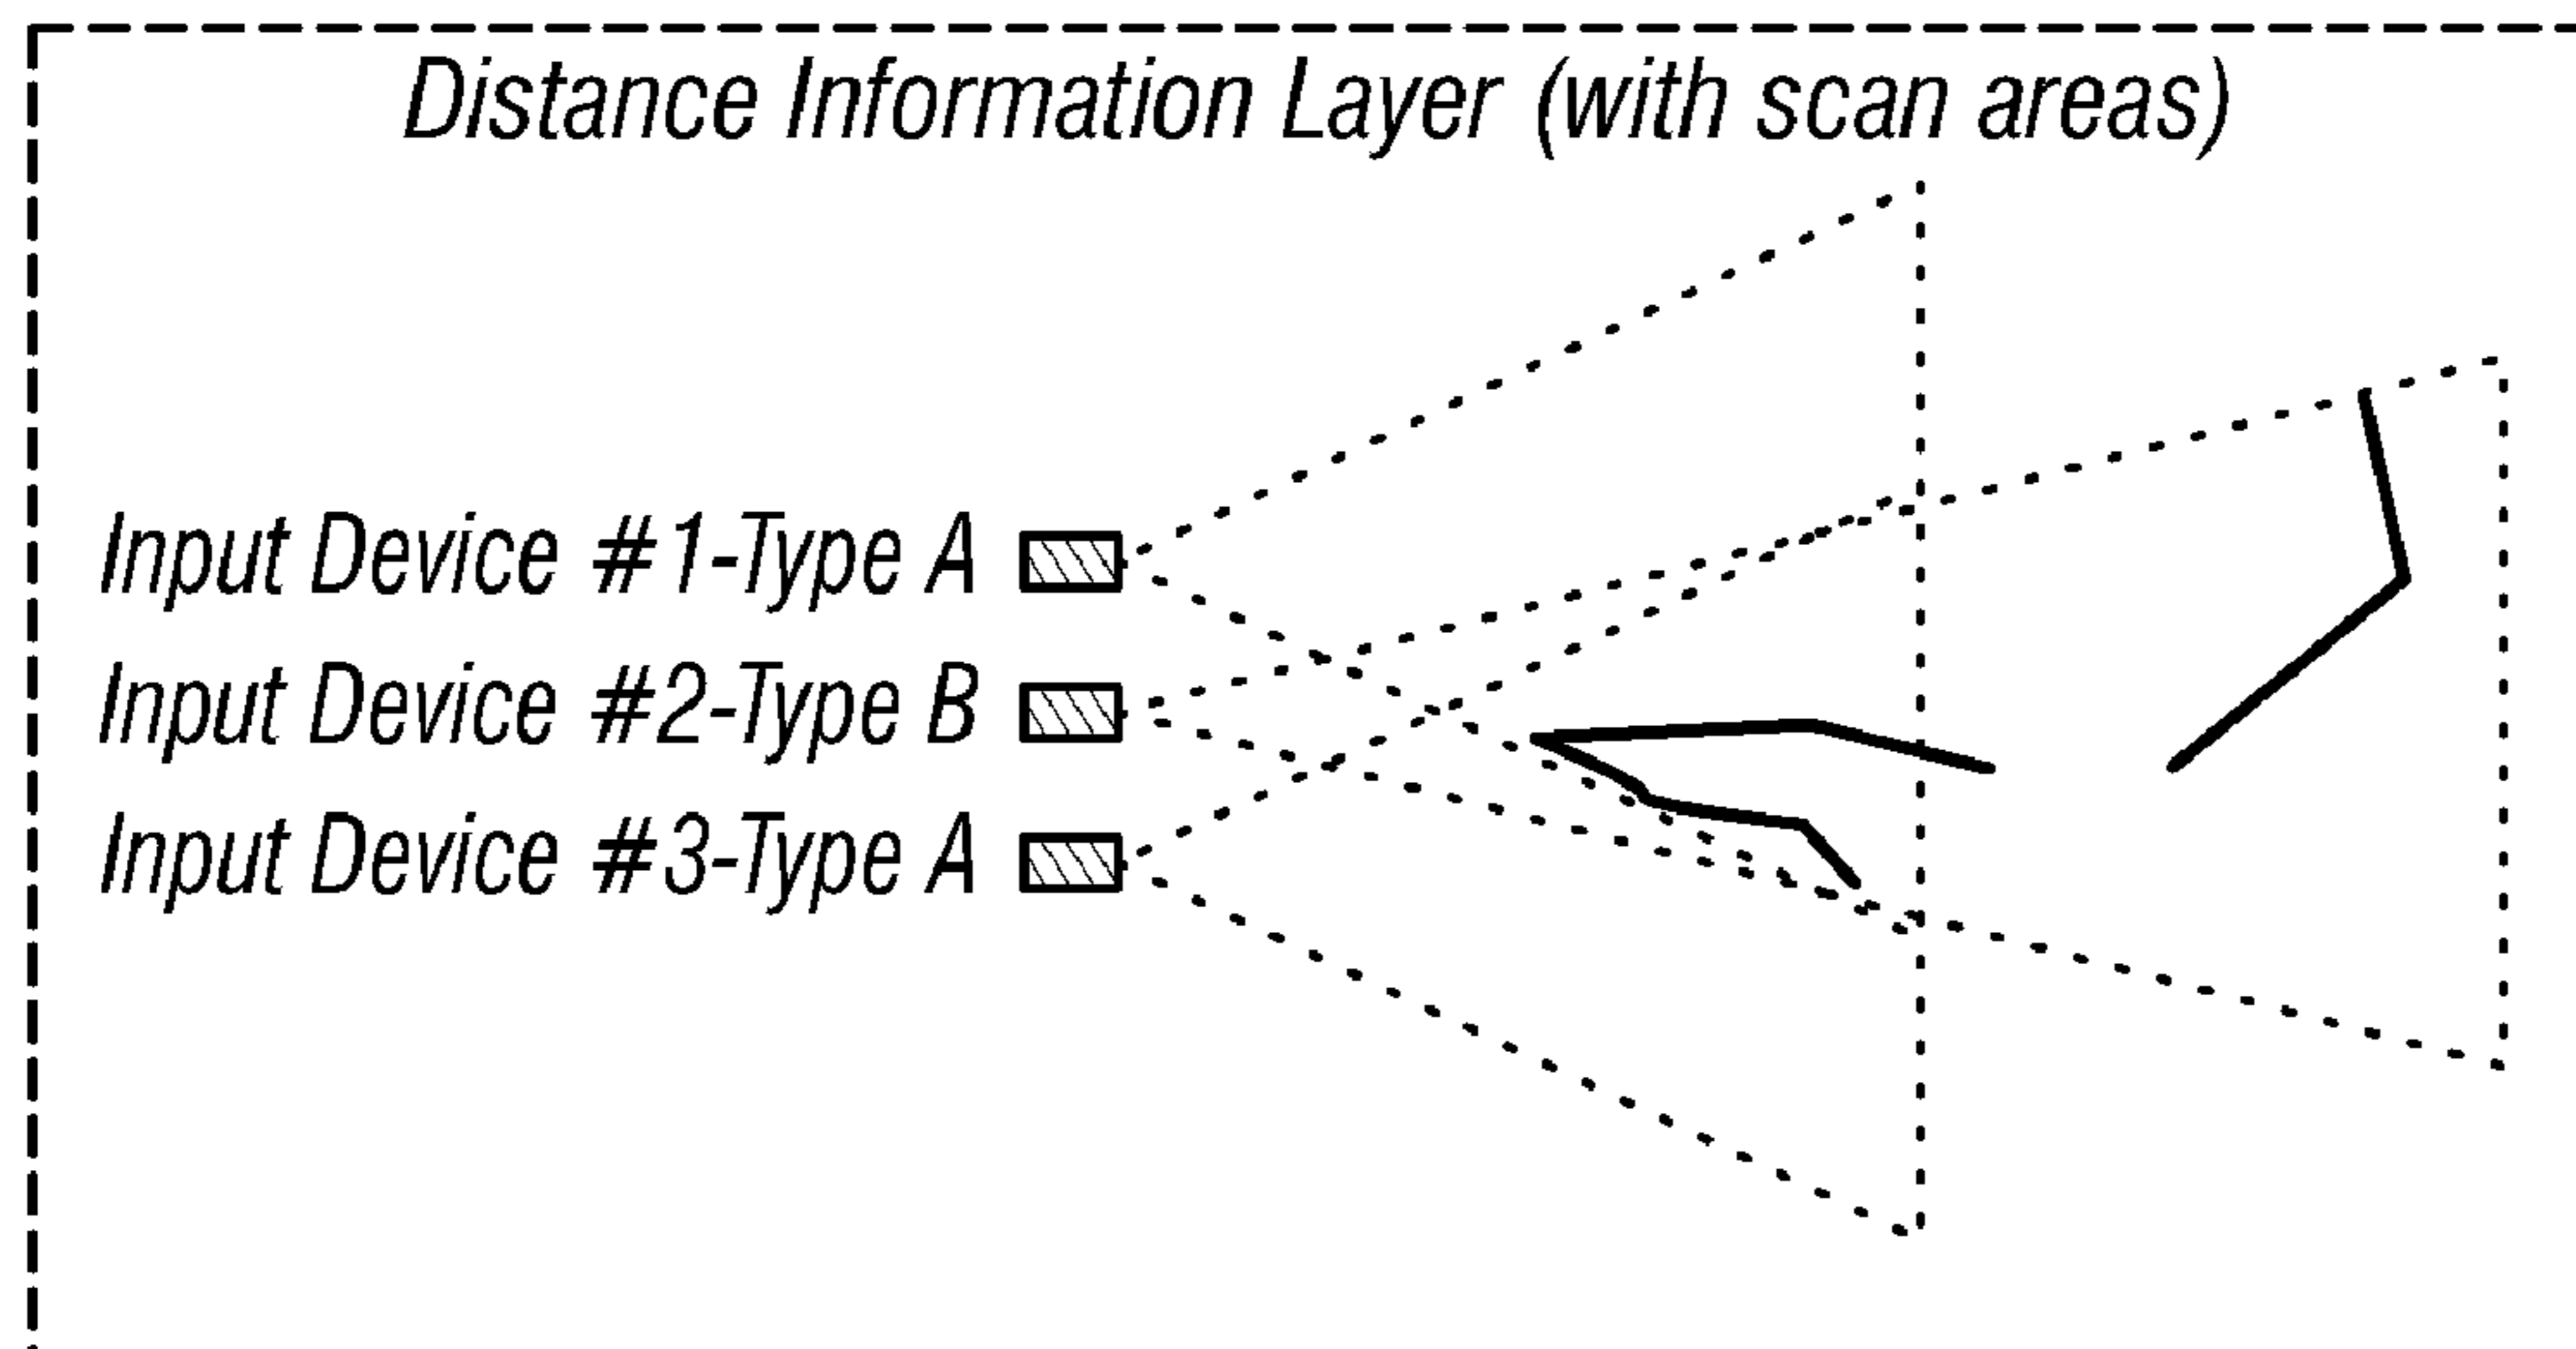 Distance Information Layer (with scan areas)
Input Device #1-Type A
Input Device #2-Type B
Input Device #3-Type A